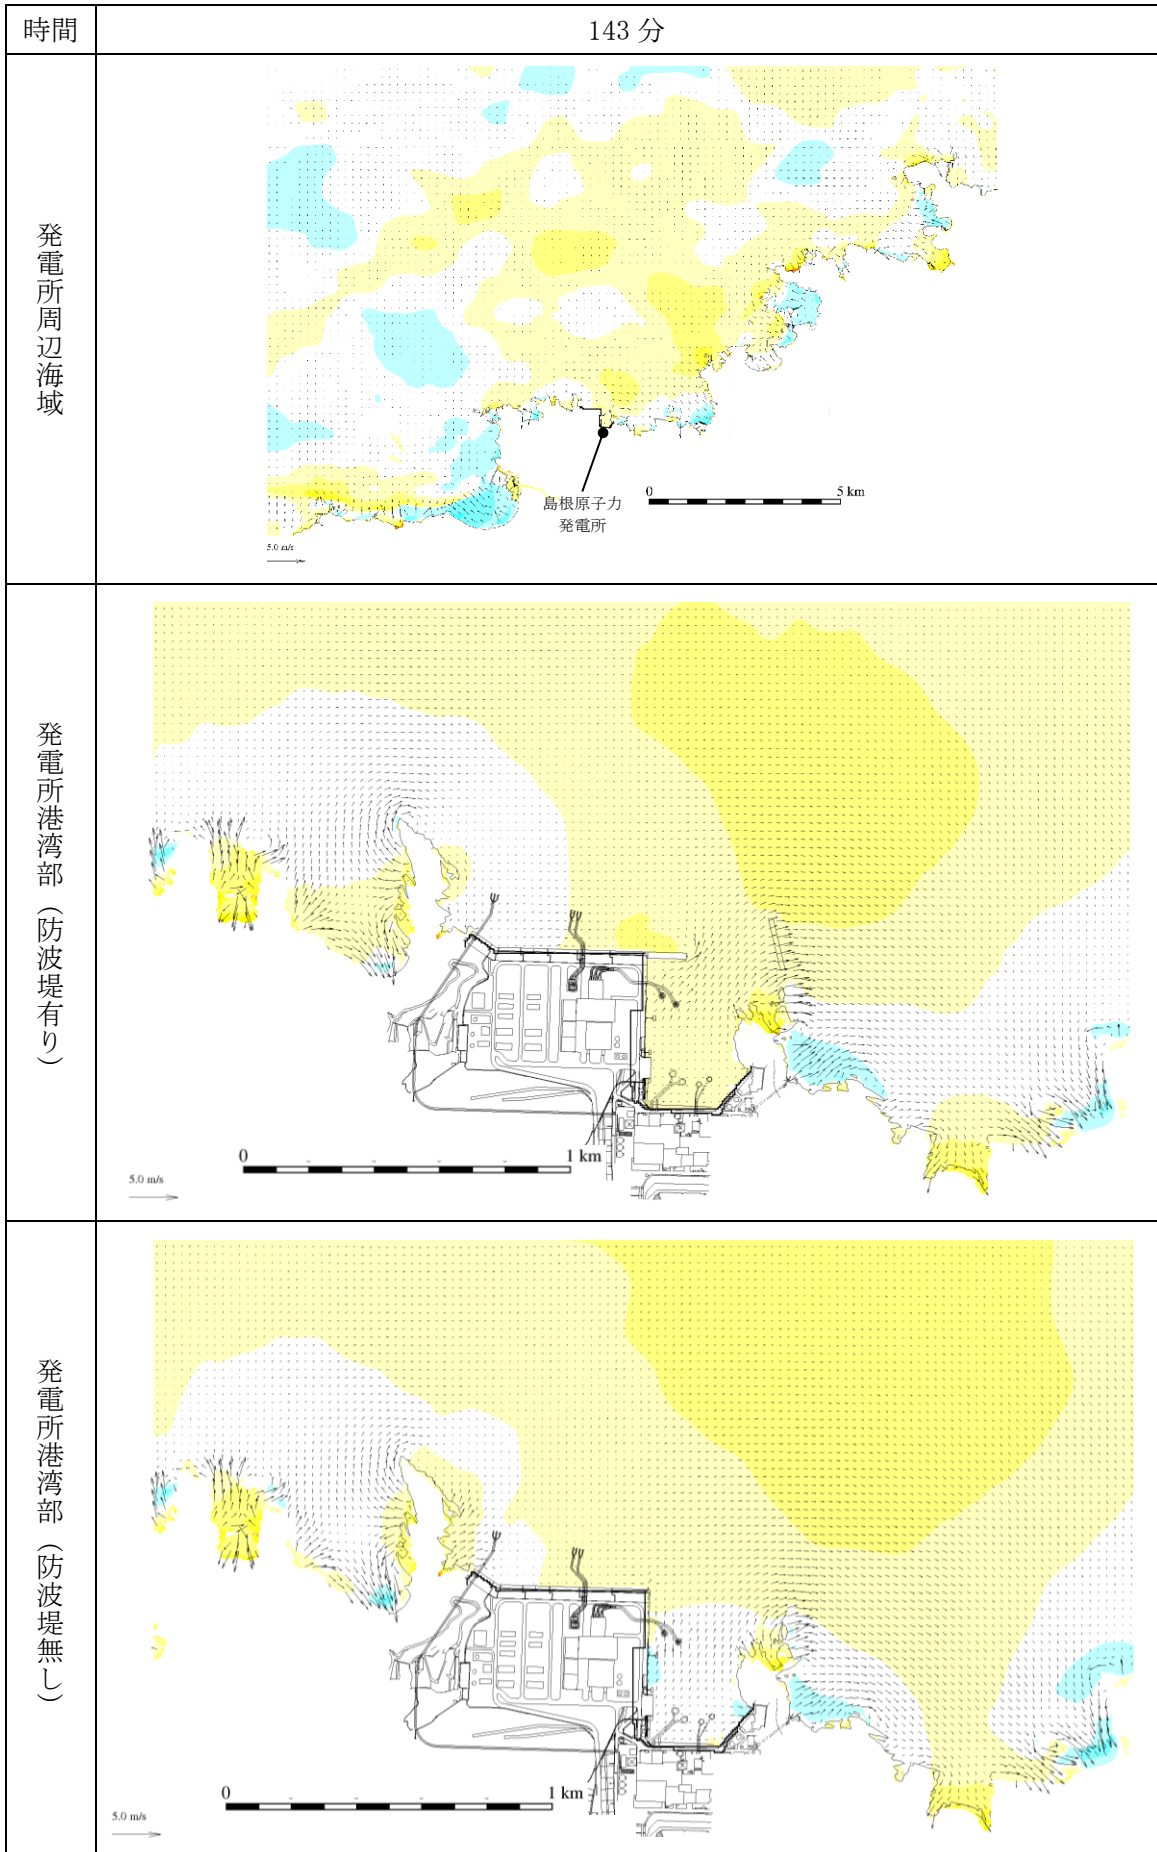 時間
143 分
発電所周辺海域
島根原子力
発電所
0
5 km
5.0 m/s
発電所港湾部（防波堤有り）
0
1 km
5.0 m/s
発電所港湾部（防波堤無し）
0
1 km
5.0 m/s